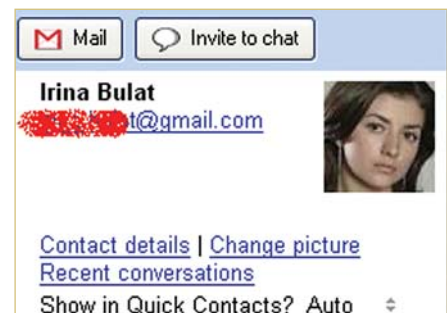 Mail Invite to chat
Irina Bulat
t@gmail.com
Contact details | Change picture
Recent conversations
Show in Quick Contacts? Auto